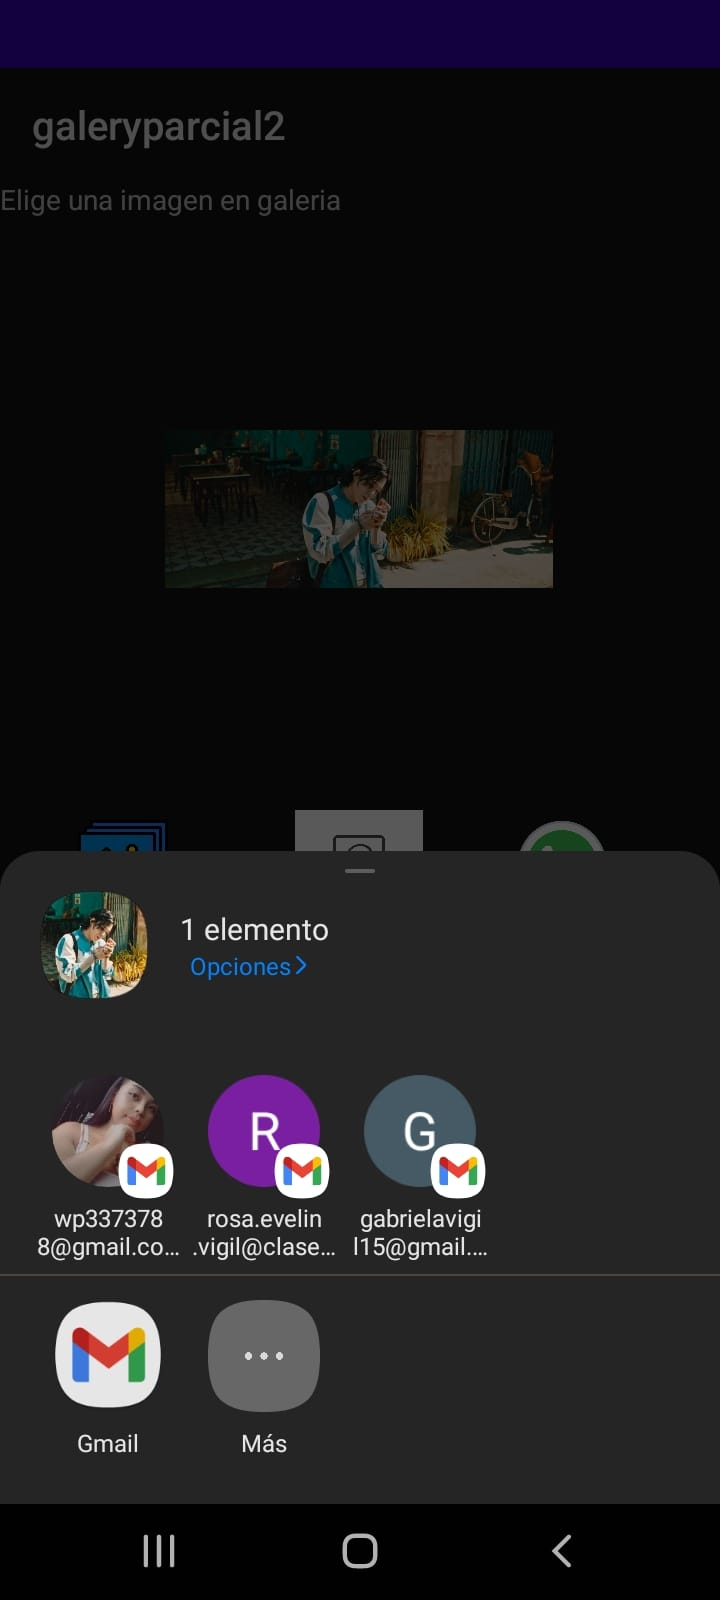 galeryparcial2
Elige una imagen en galeria
1 elemento
Opciones
R
G
wp337378
8@gmail.co...
rosa.evelin
.vigil@clase...
gabrielavigi
l15@gmail....
Gmail
Más